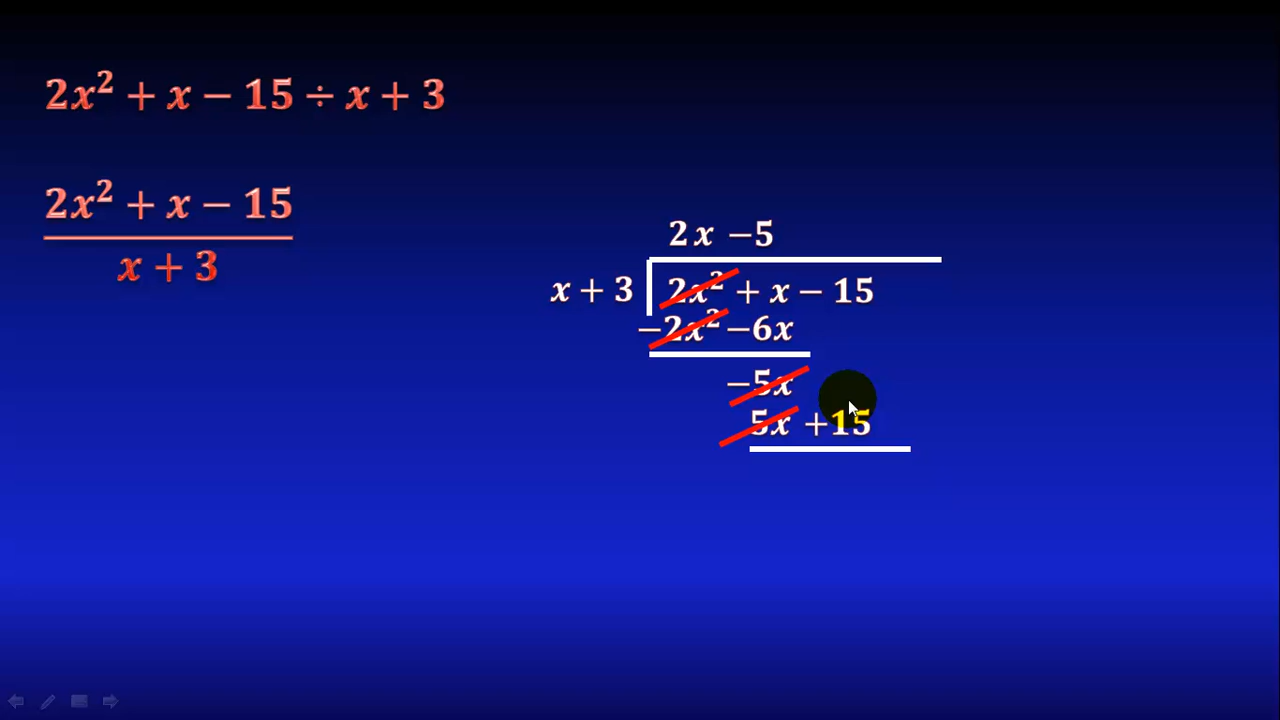 2x² + x − 15 ÷ x + 3
2x² + x − 15
x + 3
2x −5
x + 3 2x² + x − 15
−2x² −6x
−5x
5x +15